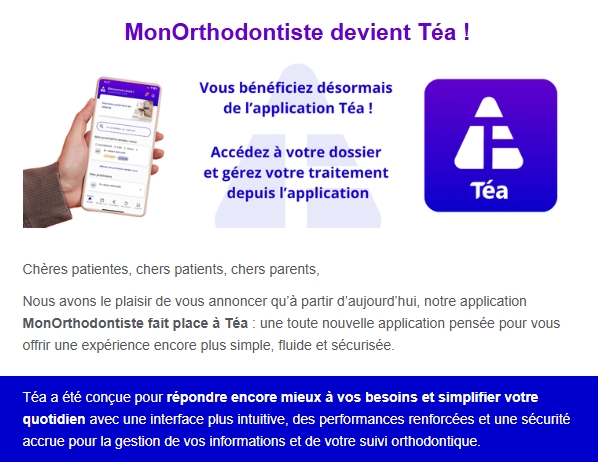 MonOrthodontiste devient Téa !
Vous bénéficiez désormais
de l'application Téa !
Accédez à votre dossier
et gérez votre traitement
depuis l'application
Téa
Chères patientes, chers patients, chers parents,
Nous avons le plaisir de vous annoncer qu'à partir d'aujourd'hui, notre application
MonOrthodontiste fait place à Téa : une toute nouvelle application pensée pour vous
offrir une expérience encore plus simple, fluide et sécurisée.
Téa a été conçue pour répondre encore mieux à vos besoins et simplifier votre
quotidien avec une interface plus intuitive, des performances renforcées et une sécurité
accrue pour la gestion de vos informations et de votre suivi orthodontique.